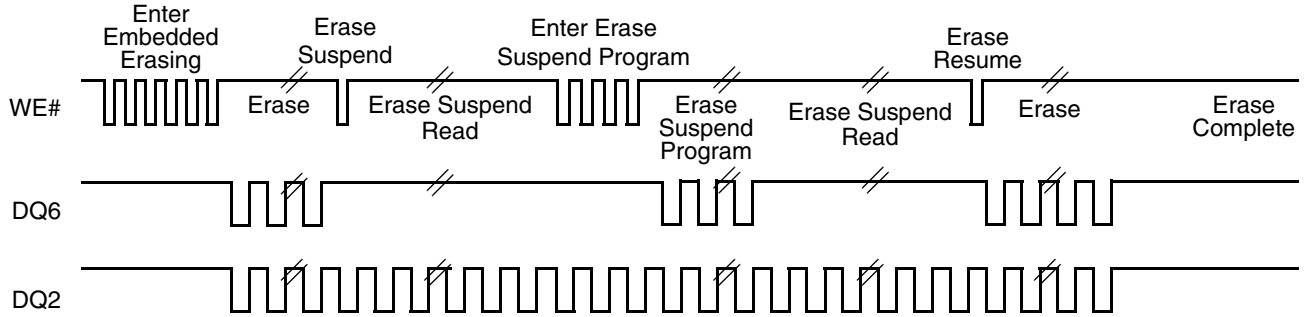 Enter
Embedded
Erasing
Erase
Suspend
Enter Erase
Suspend Program
Erase
Resume
WE#
Erase
Erase Suspend
Read
Erase
Suspend
Program
Erase Suspend
Read
Erase
Erase
Complete
DQ6
DQ2